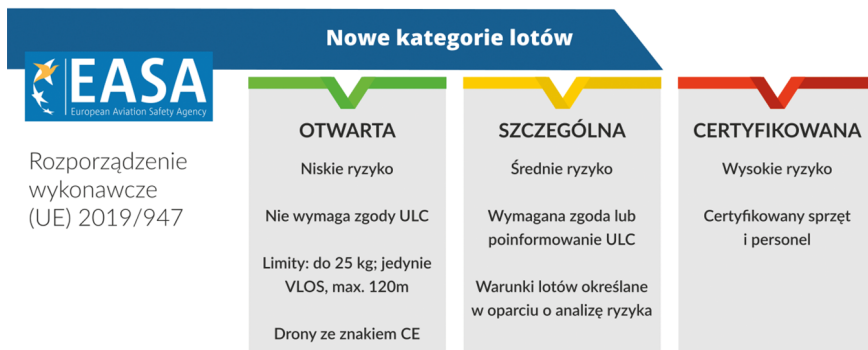 Nowe kategorie lotów
EASA
European Aviation Safety Agency
Rozporządzenie
wykonawcze
(UE) 2019/947
OTWARTA
Niskie ryzyko
Nie wymaga zgody ULC
Limity: do 25 kg; jedynie
VLOS, max. 120m
Drony ze znakiem CE
SZCZEGÓLNA
Średnie ryzyko
Wymagana zgoda lub
poinformowanie ULC
Warunki lotów określane
w oparciu o analizę ryzyka
CERTYFIKOWANA
Wysokie ryzyko
Certyfikowany sprzęt
i personel